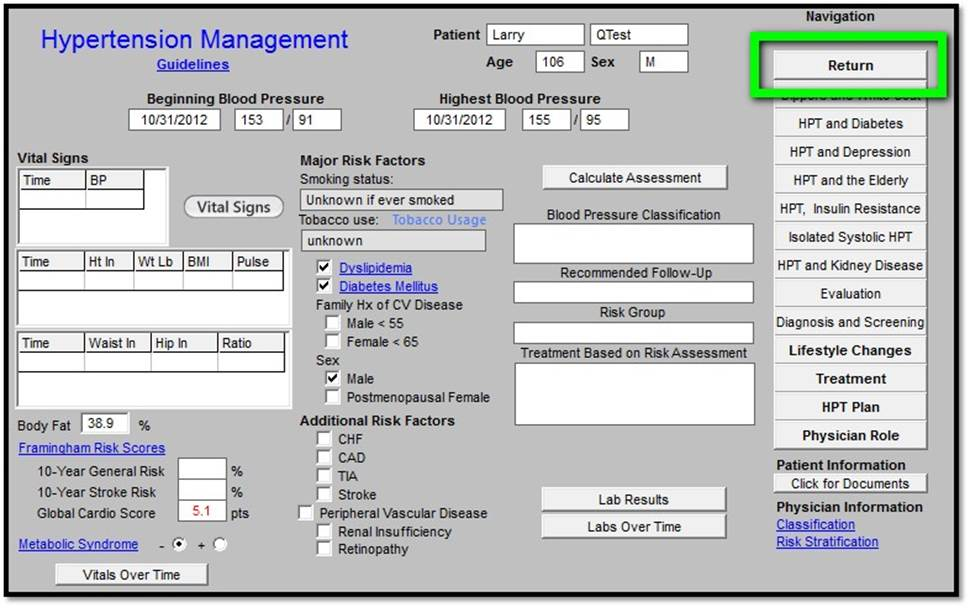 Hypertension Management
Guidelines
Patient Larry QTest
Age 106 Sex M
Beginning Blood Pressure
10/31/2012 153 / 91
Highest Blood Pressure
10/31/2012 155 / 95
Vital Signs
Time BP
Vital Signs
Time Ht In Wt Lb BMI Pulse
Time Waist In Hip In Ratio
Body Fat 38.9 %
Framingham Risk Scores
10-Year General Risk %
10-Year Stroke Risk %
Global Cardio Score 5.1 pts
Metabolic Syndrome - +
Vitals Over Time
Major Risk Factors
Smoking status:
Unknown if ever smoked
Tobacco use: Tobacco Usage
unknown
Dyslipidemia
Diabetes Mellitus
Family Hx of CV Disease
Male < 55
Female < 65
Sex
Male
Postmenopausal Female
Additional Risk Factors
CHF
CAD
TIA
Stroke
Peripheral Vascular Disease
Renal Insufficiency
Retinopathy
Calculate Assessment
Blood Pressure Classification
Recommended Follow-Up
Risk Group
Treatment Based on Risk Assessment
Lab Results
Labs Over Time
Navigation
Return
Dippers and White Coat
HPT and Diabetes
HPT and Depression
HPT and the Elderly
HPT, Insulin Resistance
Isolated Systolic HPT
HPT and Kidney Disease
Evaluation
Diagnosis and Screening
Lifestyle Changes
Treatment
HPT Plan
Physician Role
Patient Information
Click for Documents
Physician Information
Classification
Risk Stratification